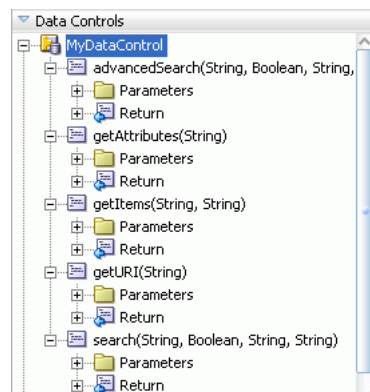 Data Controls
MyDataControl
advancedSearch(String, Boolean, String,
Parameters
Return
getAttributes(String)
Parameters
Return
getItems(String, String)
Parameters
Return
getURI(String)
Parameters
Return
search(String, Boolean, String, String)
Parameters
Return